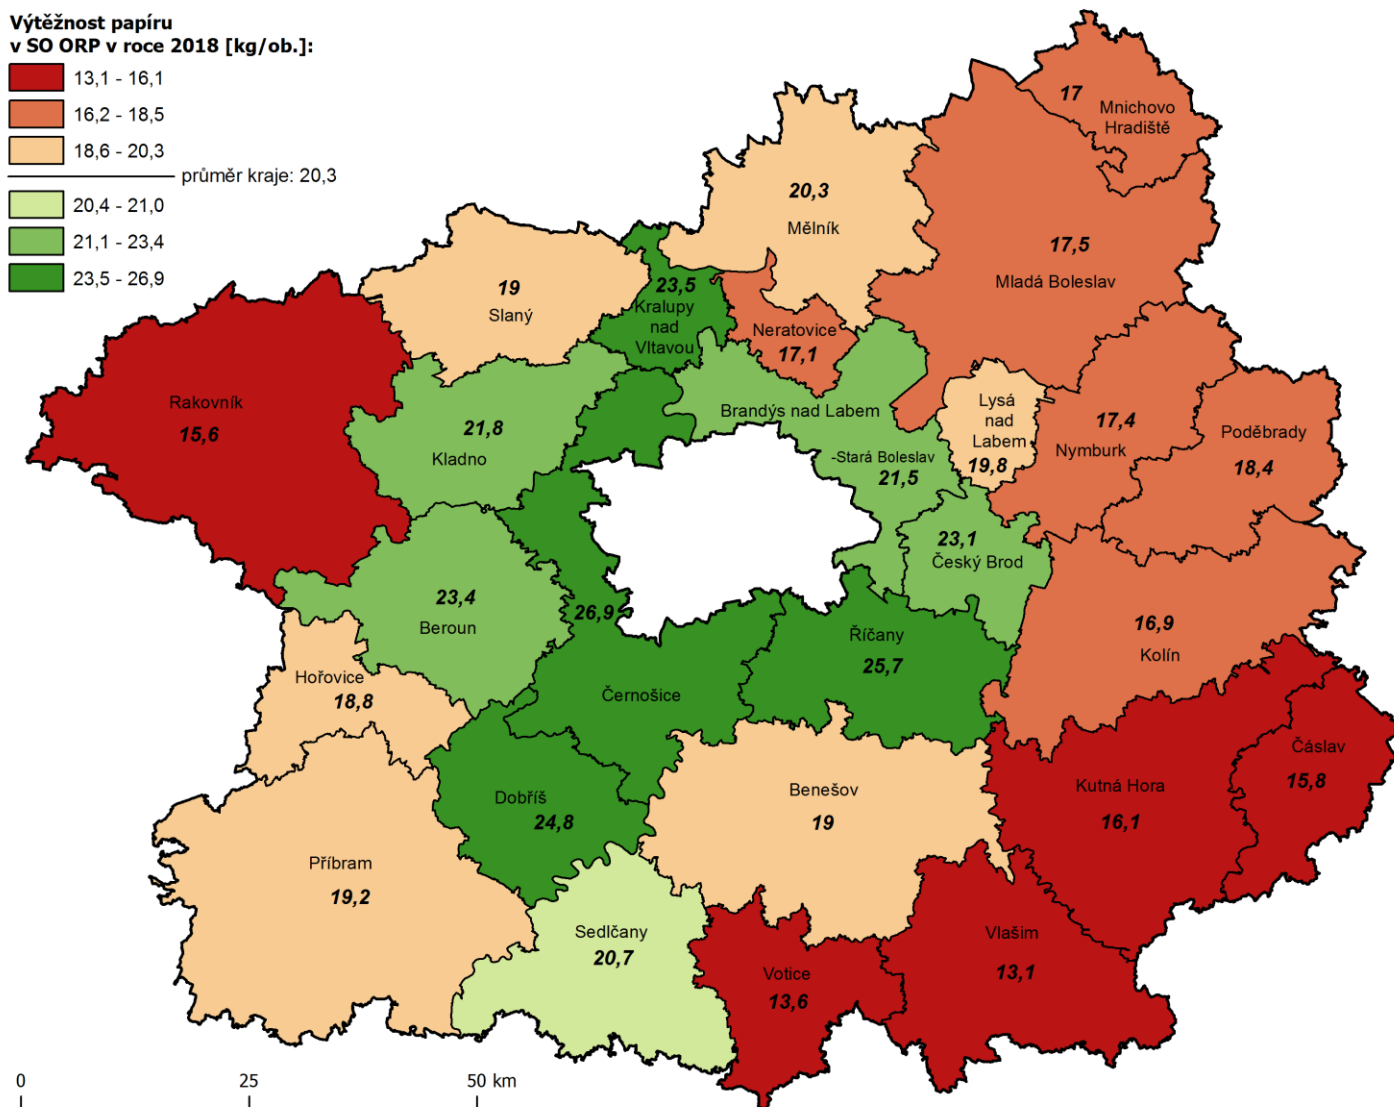 Výtěžnost papíru
v SO ORP v roce 2018 [kg/ob.]:
13,1 - 16,1
16,2 - 18,5
18,6 - 20,3
průměr kraje: 20,3
20,4 - 21,0
21,1 - 23,4
23,5 - 26,9
17
Mnichovo
Hradiště
20,3
Mělník
17,5
Mladá Boleslav
19
Slaný
23,5
Kralupy
nad
Vltavou
Neratovice
17,1
Rakovník
15,6
21,8
Kladno
Brandýs nad Labem
-Stará Boleslav
21,5
Lysá
nad
Labem
19,8
17,4
Nymburk
Poděbrady
18,4
23,1
Český Brod
23,4
Beroun
26,9
Černošice
Říčany
25,7
16,9
Kolín
Hořovice
18,8
Dobříš
24,8
Benešov
19
Kutná Hora
16,1
Čáslav
15,8
Příbram
19,2
Sedlčany
20,7
Votice
13,6
Vlašim
13,1
0 25 50 km